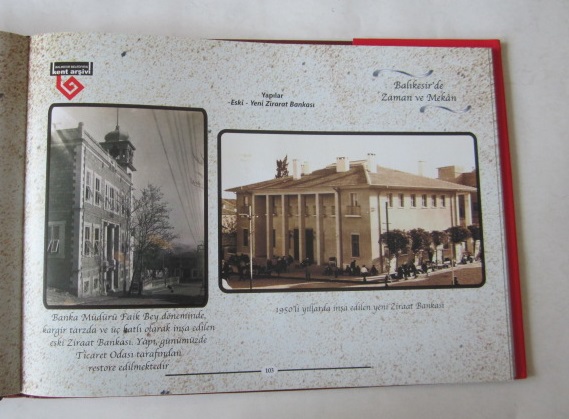 kent arşivi
Yapılar
-Eski - Yeni Ziraat Bankası
Balıkesir'de
Zaman ve Mekân
Banka Müdürü Faik Bey döneminde,
kargir tarzda ve üç katlı olarak inşa edilen
eski Ziraat Bankası. Yapı, günümüzde
Ticaret Odası tarafından
restore edilmektedir
1950'li yıllarda inşa edilen yeni Ziraat Bankası
103